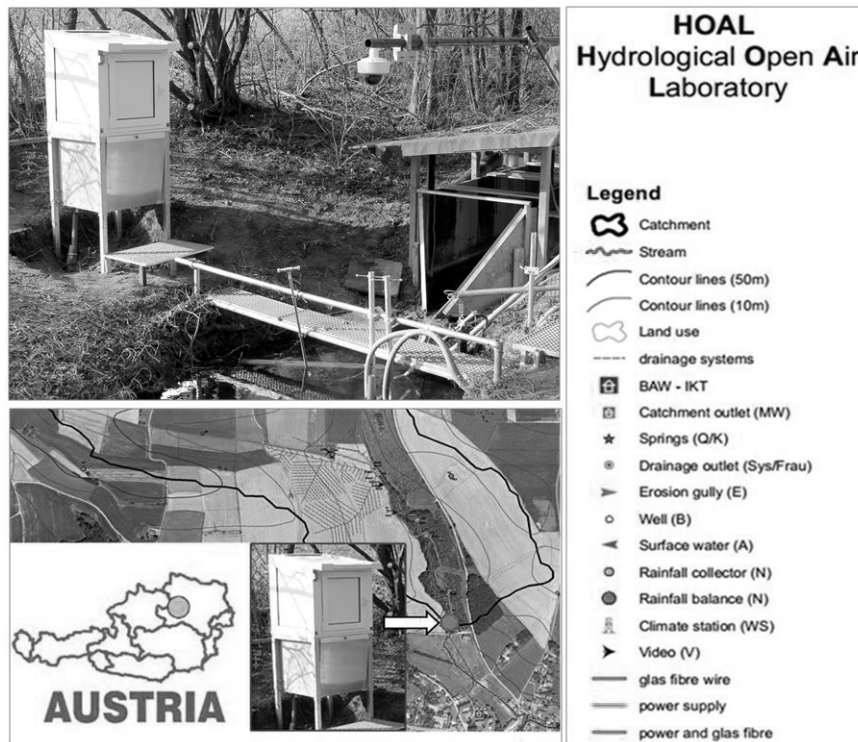 HOAL
Hydrological Open Air
Laboratory
Legend
Catchment
Stream
Contour lines (50m)
Contour lines (10m)
Land use
drainage systems
BAW - IKT
Catchment outlet (MW)
Springs (Q/K)
Drainage outlet (Sys/Frau)
Erosion gully (E)
Well (B)
Surface water (A)
Rainfall collector (N)
Rainfall balance (N)
Climate station (WS)
Video (V)
glas fibre wire
power supply
power and glas fibre
AUSTRIA